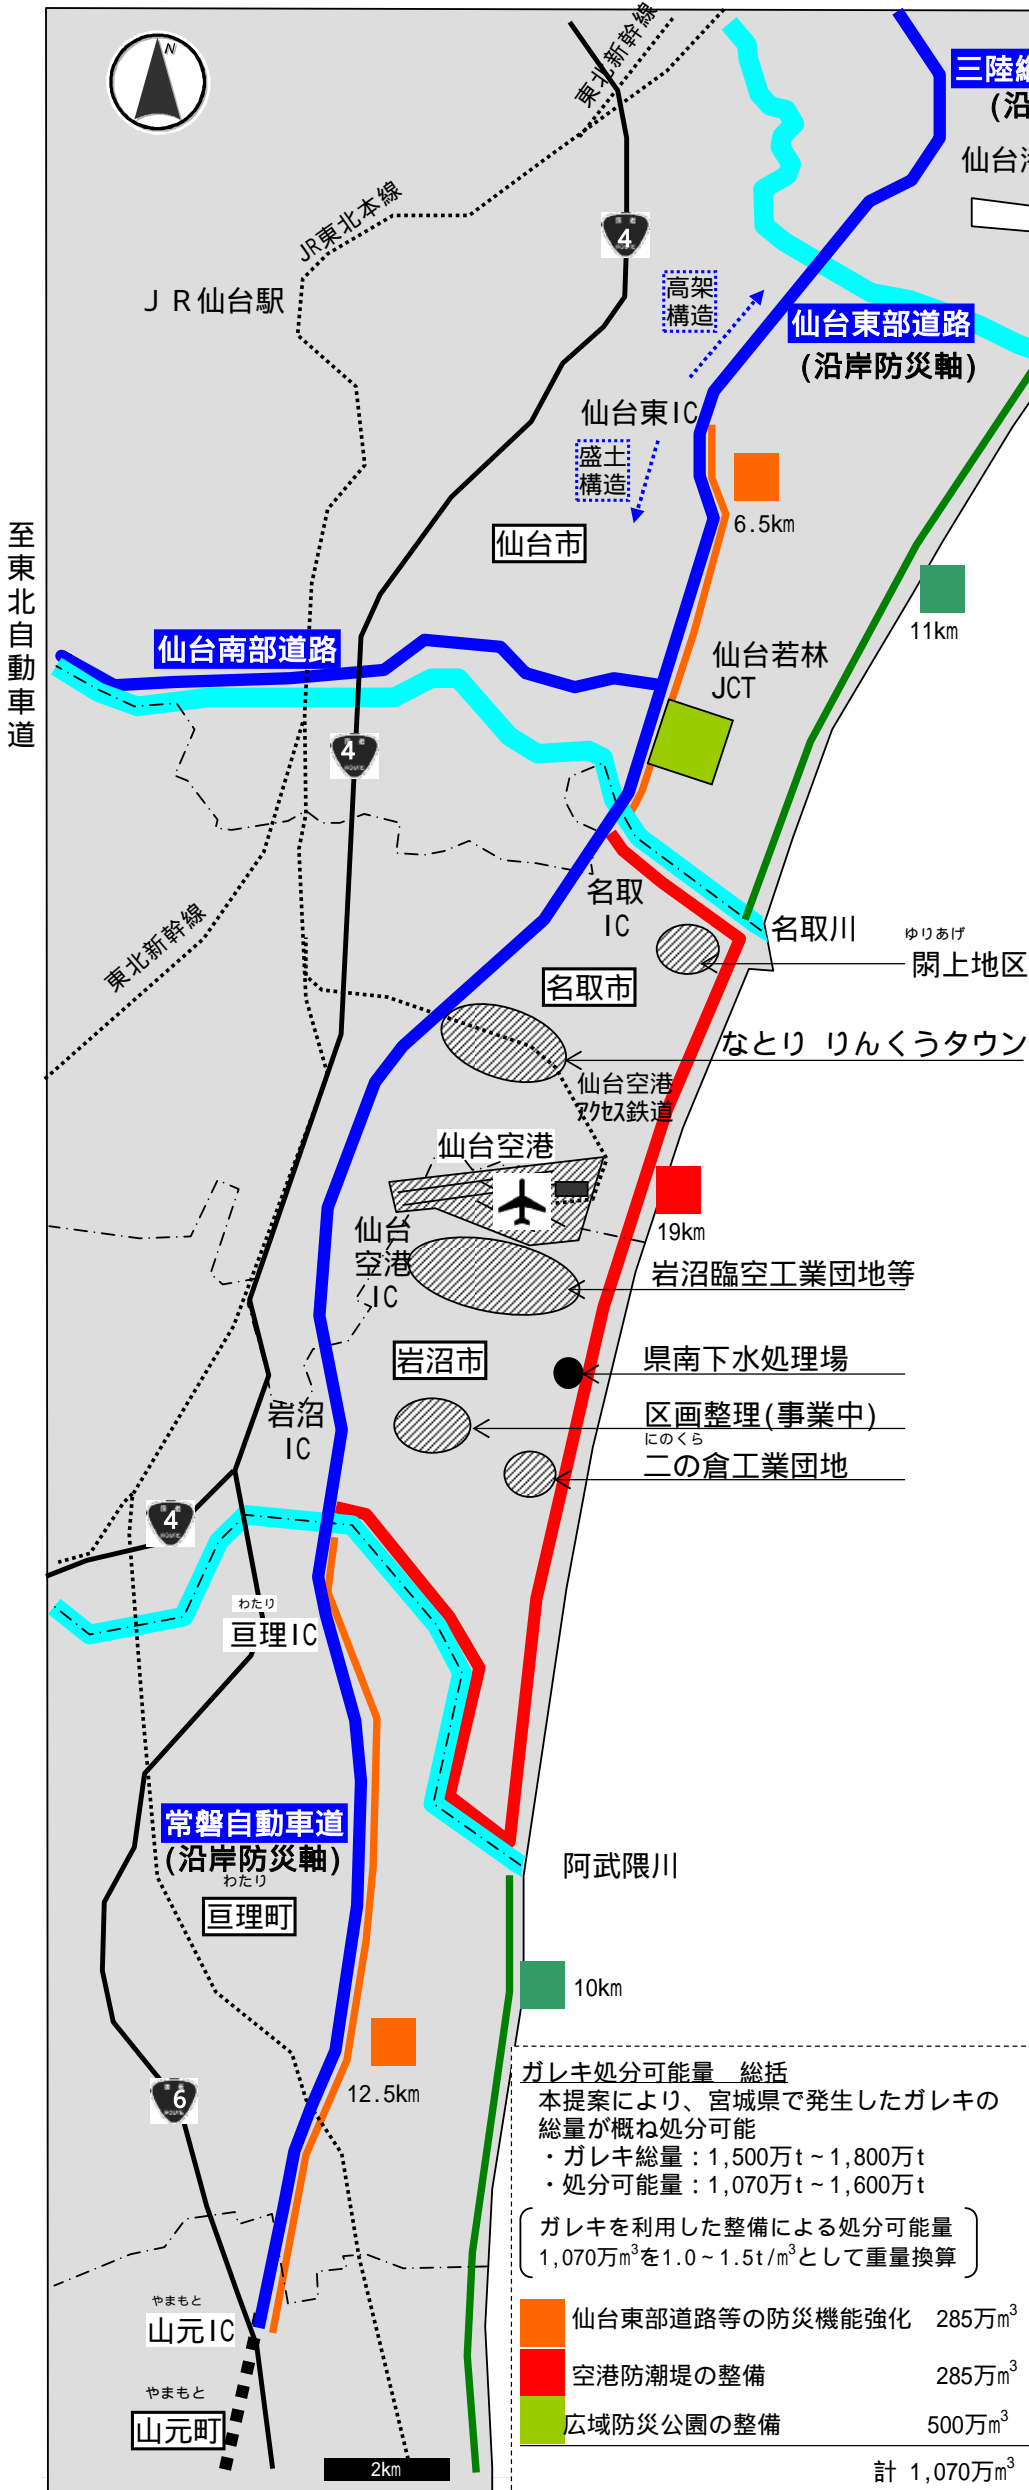 N
東北新幹線
三陸
(沿
仙台
JR東北本線
4
ＪＲ仙台駅
高架
構造
仙台東部道路
(沿岸防災軸)
仙台東IC
盛土
構造
6.5km
仙台市
至東北自動車道
11km
仙台南部道路
仙台若林
JCT
4
名取
IC
名取川
ゆりあげ
閖上地区
東北新幹線
名取市
なとり りんくうタウン
仙台空港
ｱｸｾｽ鉄道
仙台空港
19km
仙台
空港
IC
岩沼臨空工業団地等
岩沼市
県南下水処理場
岩沼
IC
区画整理(事業中)
にのくら
二の倉工業団地
4
わたり
亘理IC
常磐自動車道
(沿岸防災軸)
阿武隈川
わたり
亘理町
10km
12.5km
6
ガレキ処分可能量 総括
本提案により、宮城県で発生したガレキの
総量が概ね処分可能
・ガレキ総量：1,500万t～1,800万t
・処分可能量：1,070万t～1,600万t
ガレキを利用した整備による処分可能量
1,070万m³を1.0～1.5t/m³として重量換算
やまもと
山元IC
仙台東部道路等の防災機能強化 285万m³
空港防潮堤の整備 285万m³
やまもと
山元町
広域防災公園の整備 500万m³
2km
計 1,070万m³